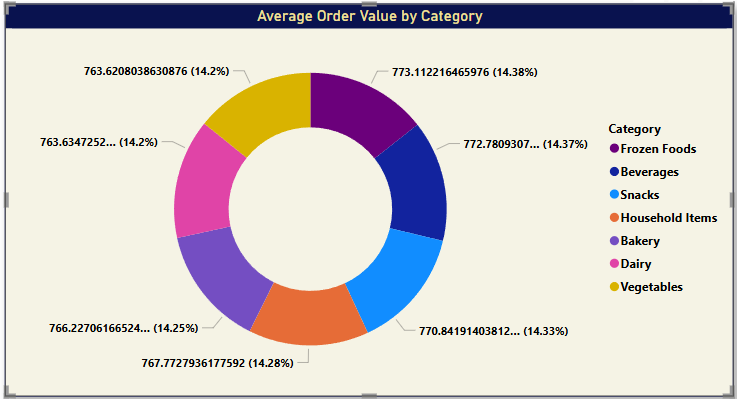 Average Order Value by Category
763.6208038630876 (14.2%)
773.112216465976 (14.38%)
763.6347252... (14.2%)
772.7809307... (14.37%)
766.22706166524... (14.25%)
770.84191403812... (14.33%)
767.7727936177592 (14.28%)
Category
Frozen Foods
Beverages
Snacks
Household Items
Bakery
Dairy
Vegetables